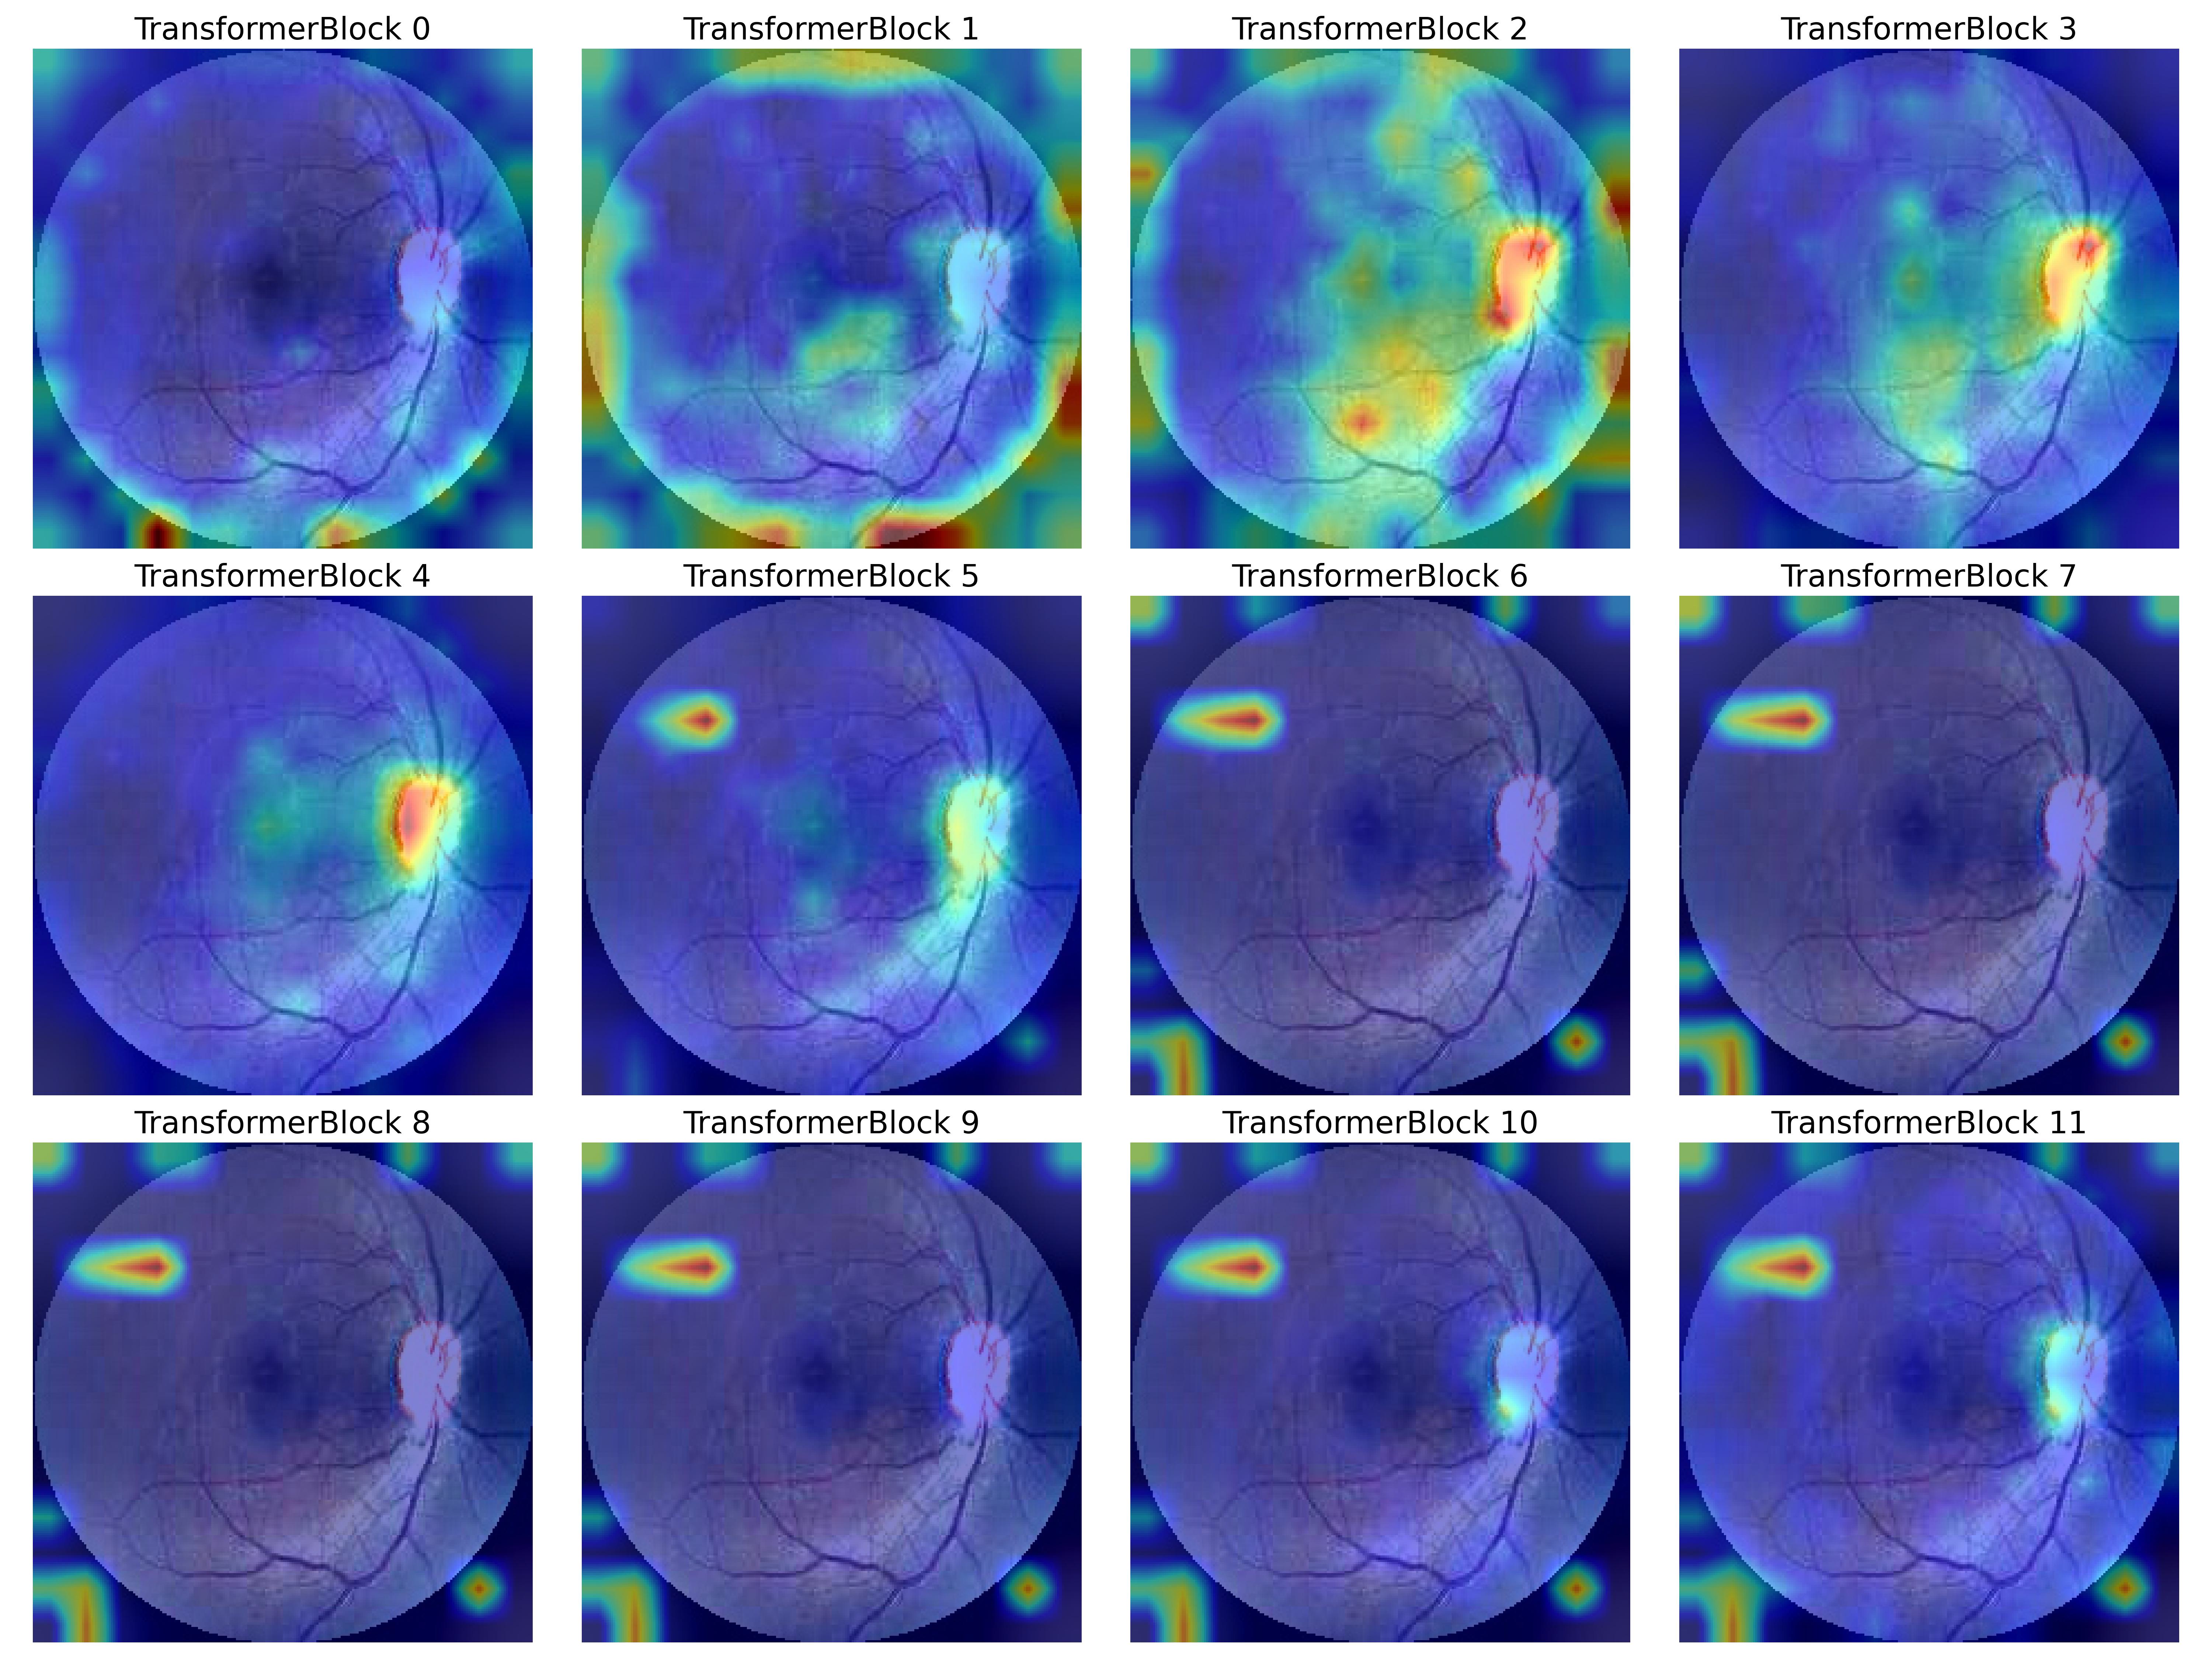 TransformerBlock 0
TransformerBlock 1
TransformerBlock 2
TransformerBlock 3
TransformerBlock 4
TransformerBlock 5
TransformerBlock 6
TransformerBlock 7
TransformerBlock 8
TransformerBlock 9
TransformerBlock 10
TransformerBlock 11